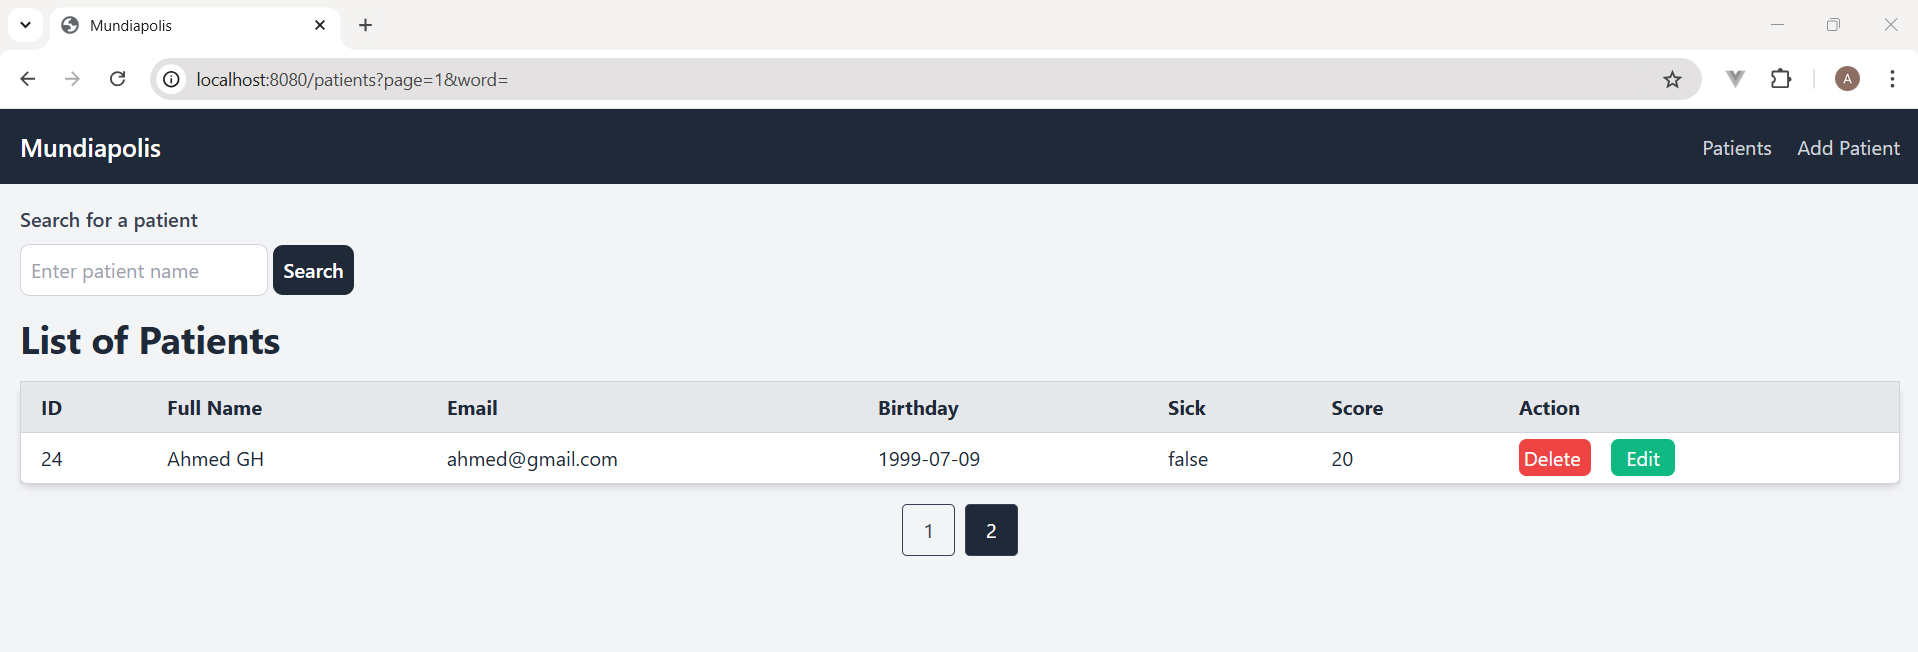 Mundiapolis
localhost:8080/patients?page=1&word=
A
Mundiapolis Patients Add Patient
Search for a patient
Enter patient name Search
List of Patients
ID Full Name Email Birthday Sick Score Action
24 Ahmed GH ahmed@gmail.com 1999-07-09 false 20 Delete Edit
1 2